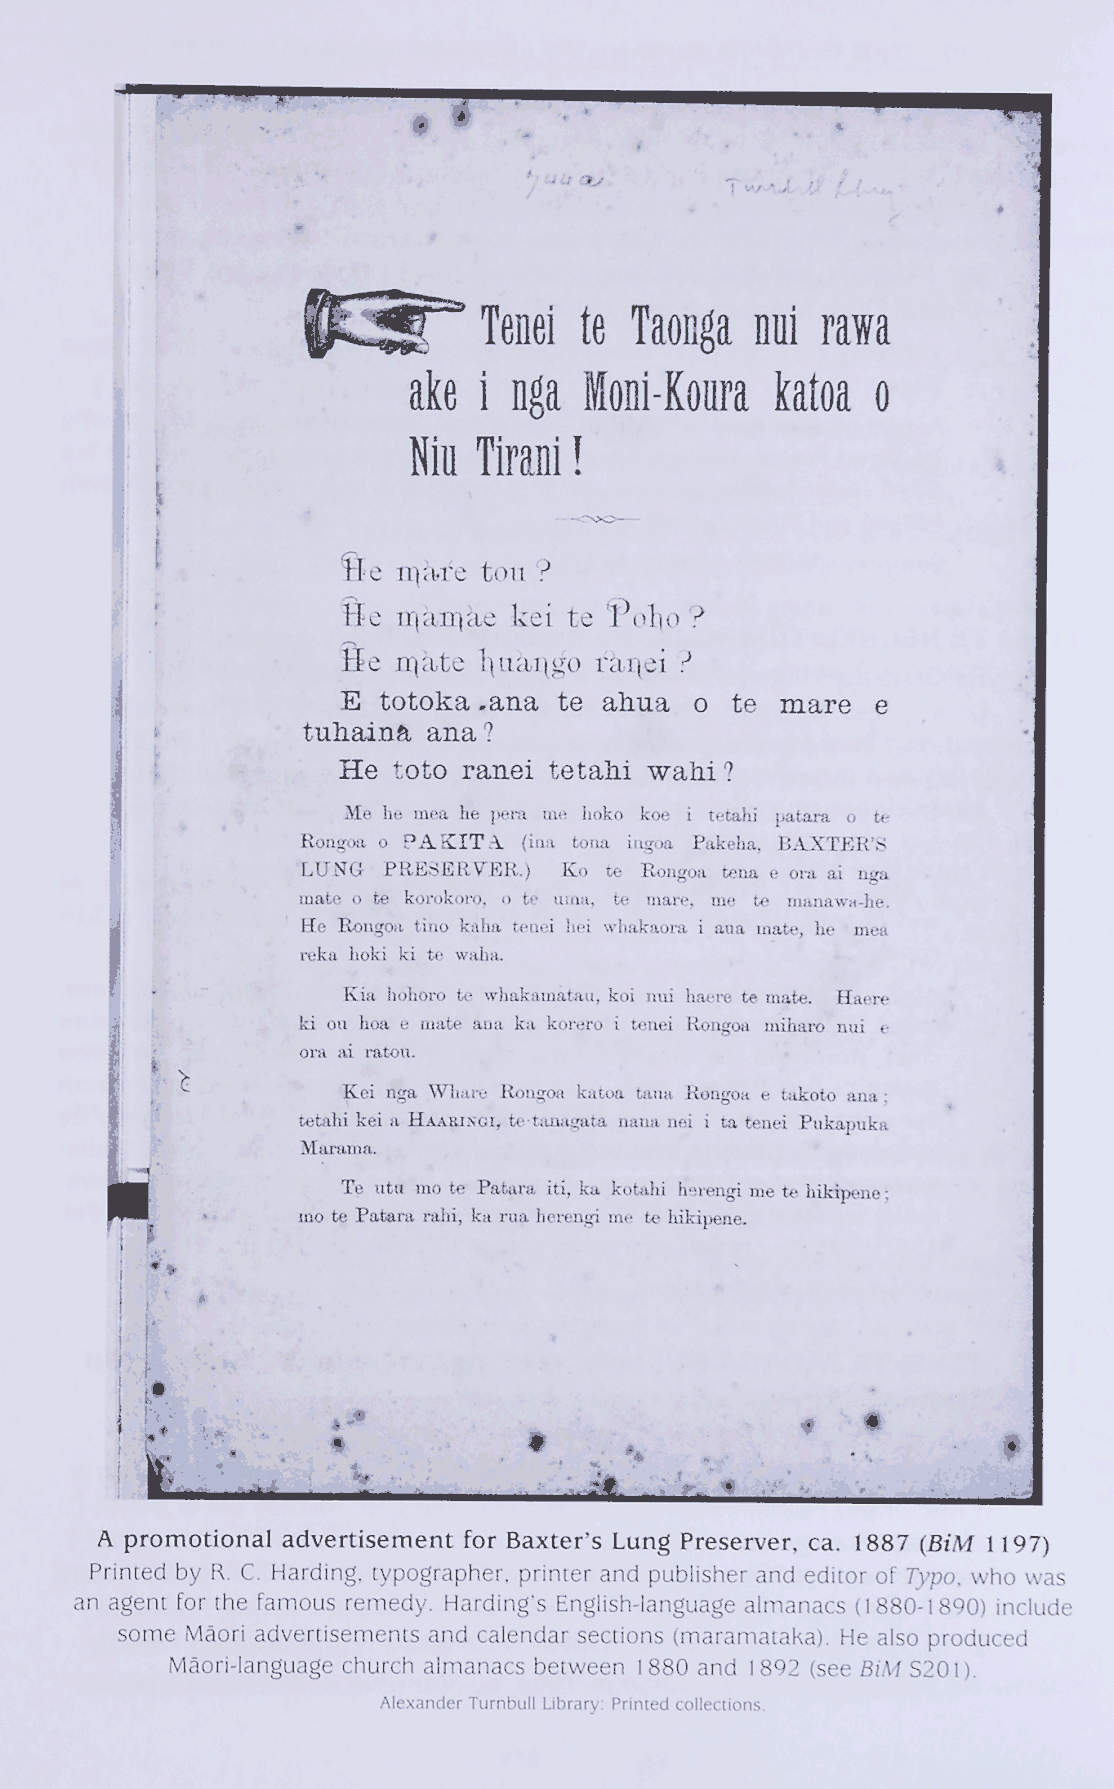 Turnbull Library
Tenei te Taonga nui rawa
ake i nga Moni-Koura katoa o
Niu Tirani !
He mare tou ?
He mamae kei te Poho ?
He mate huango ranei ?
E totoka ana te ahua o te mare e
tuhaina ana ?
He toto ranei tetahi wahi ?
Me he mea he pera me hoko koe i tetahi patara o te
Rongoa o PAKITA (ina tona ingoa Pakeha, BAXTER'S
LUNG PRESERVER.) Ko te Rongoa tena e ora ai nga
mate o te korokoro, o te uma, te mare, me te manawa-he.
He Rongoa tino kaha tenei hei whakaora i aua mate, he mea
reka hoki ki te waha.
Kia hohoro te whakamatau, koi nui haere te mate. Haere
ki ou hoa e mate ana ka korero i tenei Rongoa miharo nui e
ora ai ratou.
Kei nga Whare Rongoa katoa taua Rongoa e takoto ana ;
tetahi kei a HAARINGI, te tanagata nana nei i ta tenei Pukapuka
Marama.
Te utu mo te Patara iti, ka kotahi herengi me te hikipene ;
mo te Patara rahi, ka rua herengi me te hikipene.
A promotional advertisement for Baxter's Lung Preserver, ca. 1887 (BiM 1197)
Printed by R. C. Harding, typographer, printer and publisher and editor of Typo, who was
an agent for the famous remedy. Harding's English-language almanacs (1880-1890) include
some Māori advertisements and calendar sections (maramataka). He also produced
Māori-language church almanacs between 1880 and 1892 (see BiM S201).
Alexander Turnbull Library: Printed collections.